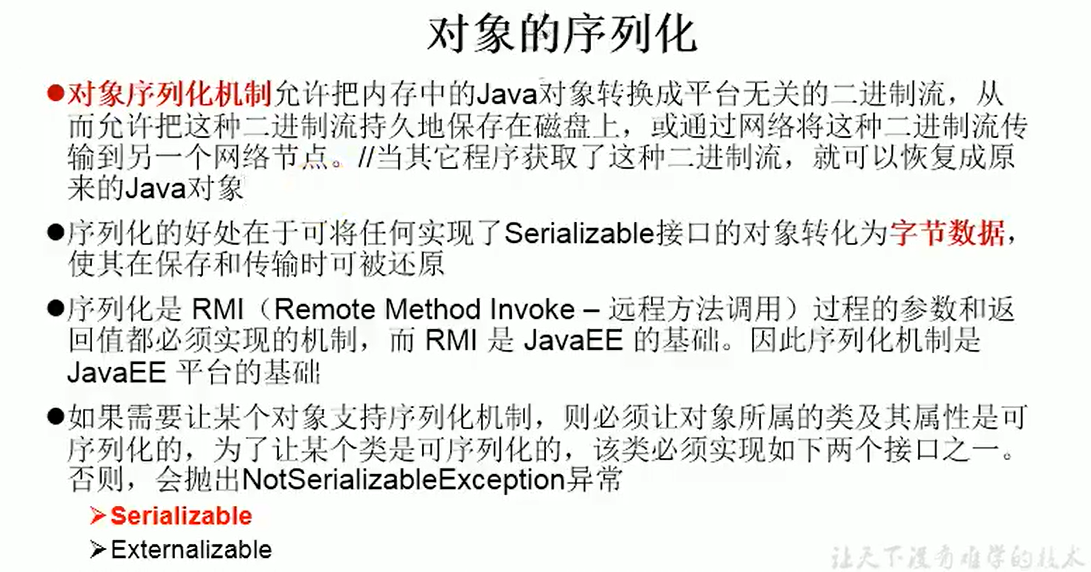 对象的序列化
●对象序列化机制允许把内存中的Java对象转换成平台无关的二进制流，从
而允许把这种二进制流持久地保存在磁盘上，或通过网络将这种二进制流传
输到另一个网络节点。//当其它程序获取了这种二进制流，就可以恢复成原
来的Java对象
●序列化的好处在于可将任何实现了Serializable接口的对象转化为字节数据，
使其在保存和传输时可被还原
●序列化是 RMI（Remote Method Invoke – 远程方法调用）过程的参数和返
回值都必须实现的机制，而 RMI 是 JavaEE 的基础。因此序列化机制是
JavaEE 平台的基础
●如果需要让某个对象支持序列化机制，则必须让对象所属的类及其属性是可
序列化的，为了让某个类是可序列化的，该类必须实现如下两个接口之一。
否则，会抛出NotSerializableException异常
➢Serializable
➢Externalizable
让天下没有难学的技术